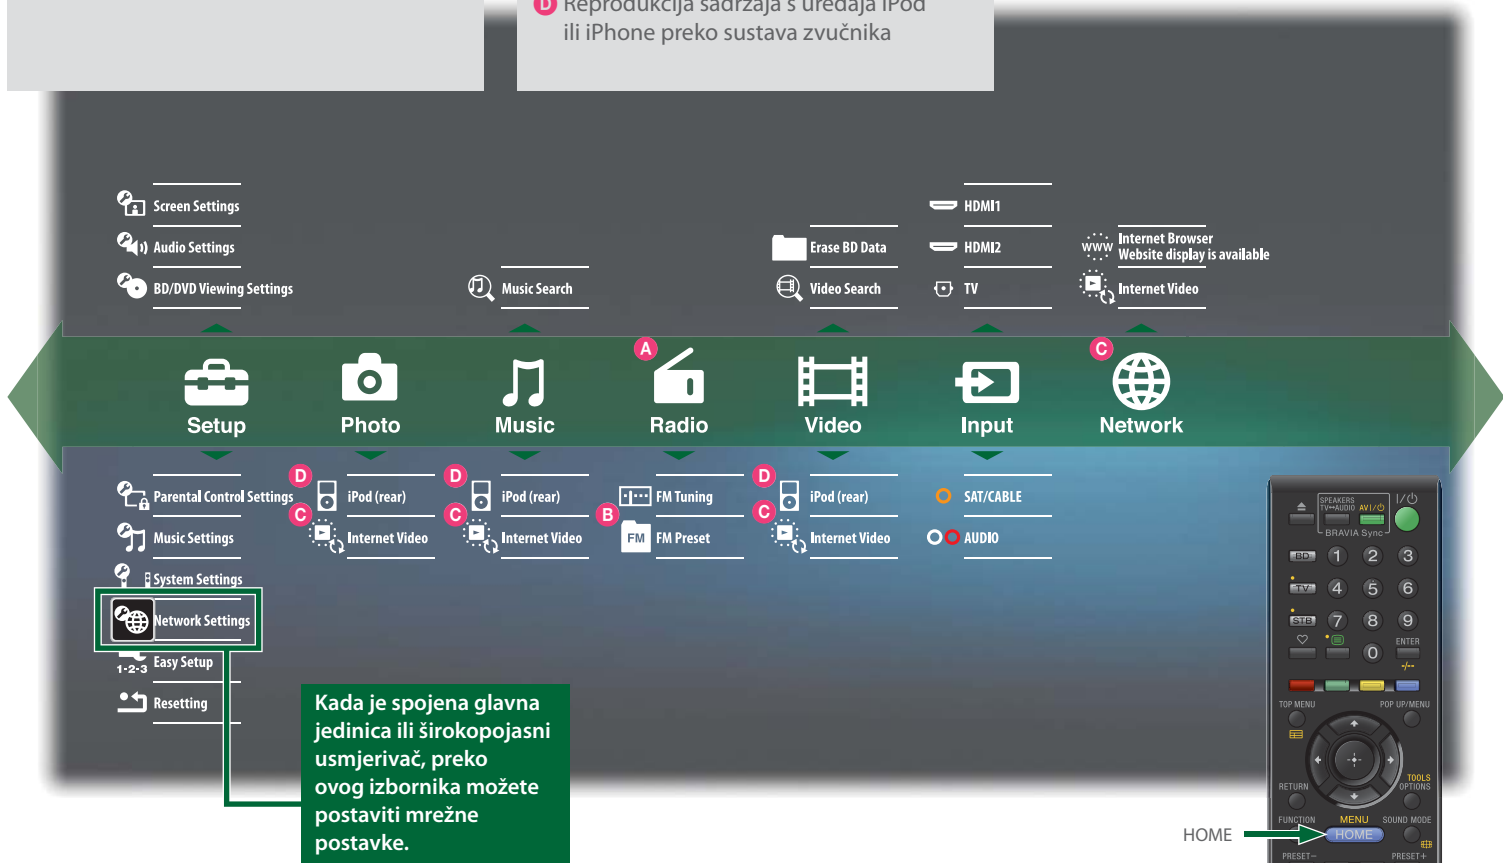 D Reprodukcija sadržaja s uređaja iPod
ili iPhone preko sustava zvučnika
Screen Settings
Audio Settings
BD/DVD Viewing Settings
Music Search
Erase BD Data
Video Search
HDMI1
HDMI2
TV
www
Internet Browser
Website display is available
Internet Video
A
C
Setup
Photo
Music
Radio
Video
Input
Network
Parental Control Settings
Music Settings
System Settings
Network Settings
1-2-3 Easy Setup
Resetting
D iPod (rear)
C Internet Video
D iPod (rear)
C Internet Video
FM Tuning
B FM FM Preset
D iPod (rear)
C Internet Video
SAT/CABLE
AUDIO
Kada je spojena glavna
jedinica ili širokopojasni
usmjerivač, preko
ovog izbornika možete
postaviti mrežne
postavke.
SPEAKERS
TV↔AUDIO AV I/⏻ I/⏻
BRAVIA Sync
BD 1 2 3
TV 4 5 6
STB 7 8 9
0 ENTER
-/--
TOP MENU POP UP/MENU
TOOLS
RETURN OPTIONS
FUNCTION MENU SOUND MODE
HOME HOME
PRESET– PRESET+